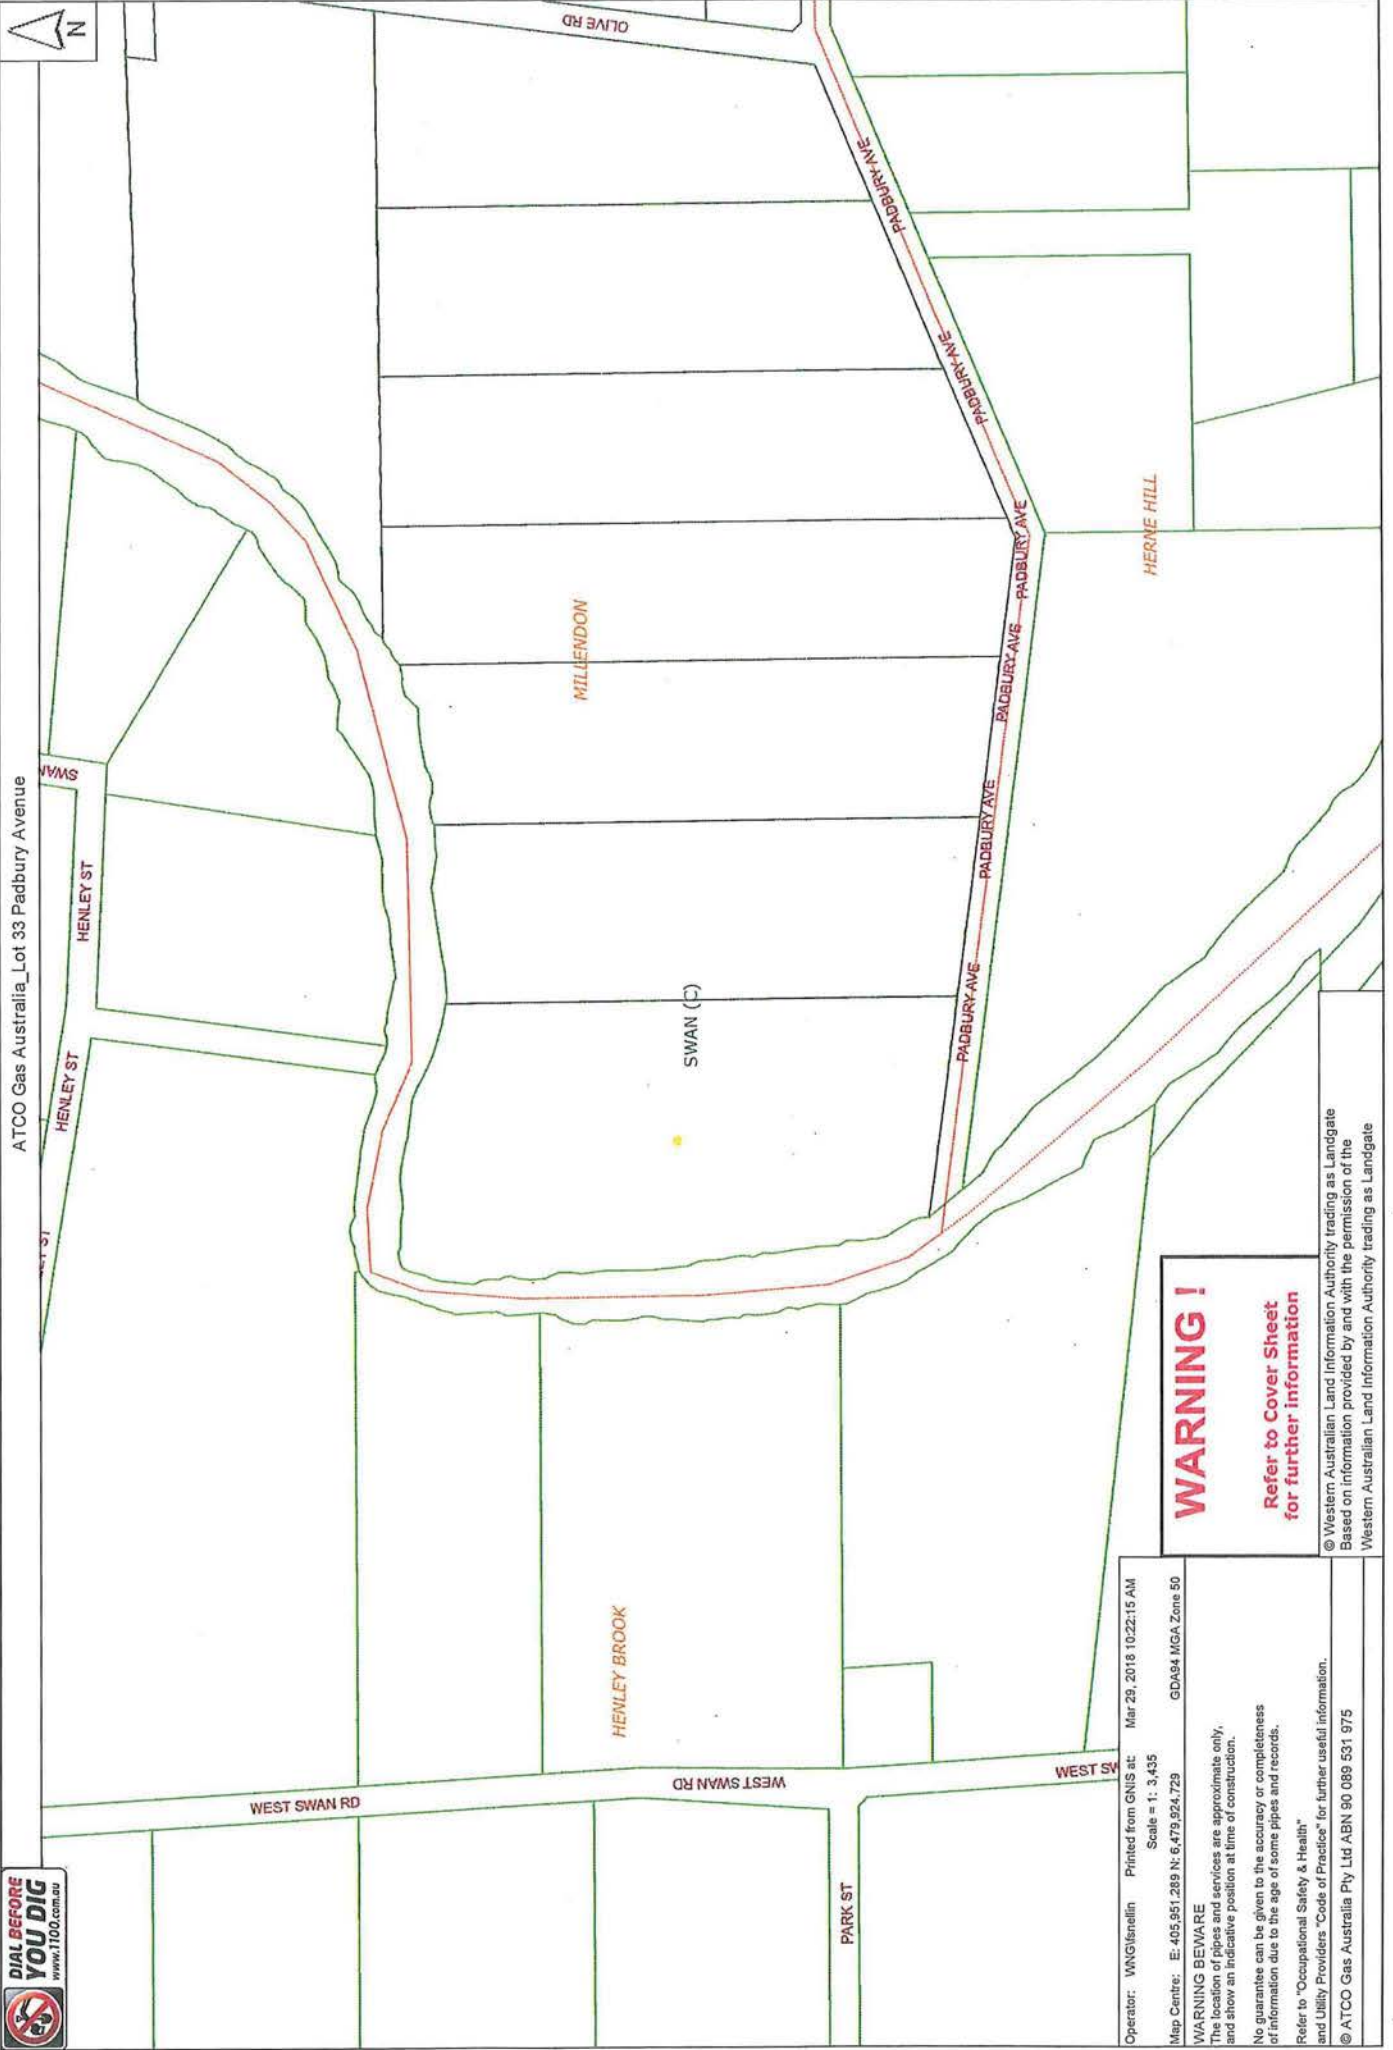 DIAL BEFORE
YOU DIG
www.1100.com.au
ATCO Gas Australia_Lot 33 Padbury Avenue
N
HENLEY ST
HENLEY ST
SWAN
OLIVE RD
WEST SWAN RD
WEST SWAN RD
WEST SW
PARK ST
HENLEY BROOK
MILLENDON
SWAN (C)
HERNE HILL
PADBURY AVE
PADBURY AVE
PADBURY AVE
PADBURY AVE
PADBURY AVE
PADBURY AVE
PADBURY AVE
Operator: WNG\fsnellin Printed from GNIS at: Mar 29, 2018 10:22:15 AM
Scale = 1: 3,435
Map Centre: E: 405,951.289 N: 6,479,924.729 GDA94 MGA Zone 50
WARNING BEWARE
The location of pipes and services are approximate only,
and show an indicative position at time of construction.
No guarantee can be given to the accuracy or completeness
of information due to the age of some pipes and records.
Refer to "Occupational Safety & Health"
and Utility Providers "Code of Practice" for further useful information.
© ATCO Gas Australia Pty Ltd ABN 90 089 531 975
WARNING !
Refer to Cover Sheet
for further information
© Western Australian Land Information Authority trading as Landgate
Based on information provided by and with the permission of the
Western Australian Land Information Authority trading as Landgate